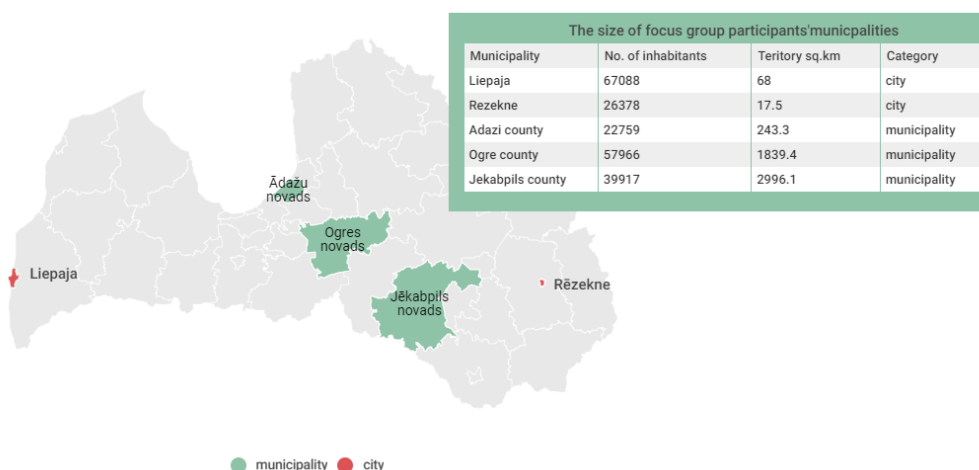 The size of focus group participants'municpalities
Municipality No. of inhabitants Teritory sq.km Category
Liepaja 67088 68 city
Rezekne 26378 17.5 city
Adazi county 22759 243.3 municipality
Ogre county 57966 1839.4 municipality
Jekabpils county 39917 2996.1 municipality
Ādažu
novads
Ogres
novads
Liepaja
Rēzekne
Jēkabpils
novads
municipality city